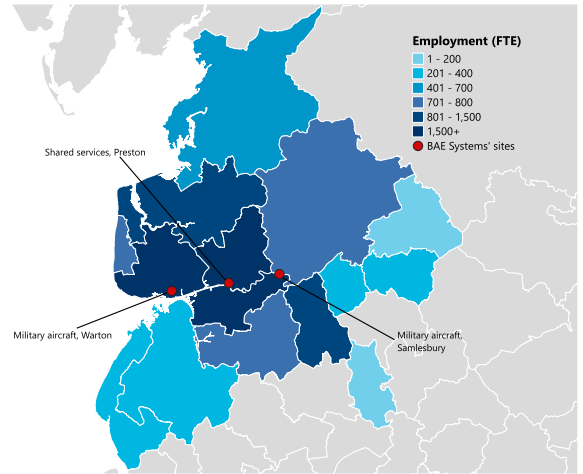 Employment (FTE)
1 - 200
201 - 400
401 - 700
701 - 800
801 - 1,500
1,500+
BAE Systems' sites
Shared services, Preston
Military aircraft, Warton
Military aircraft,
Samlesbury